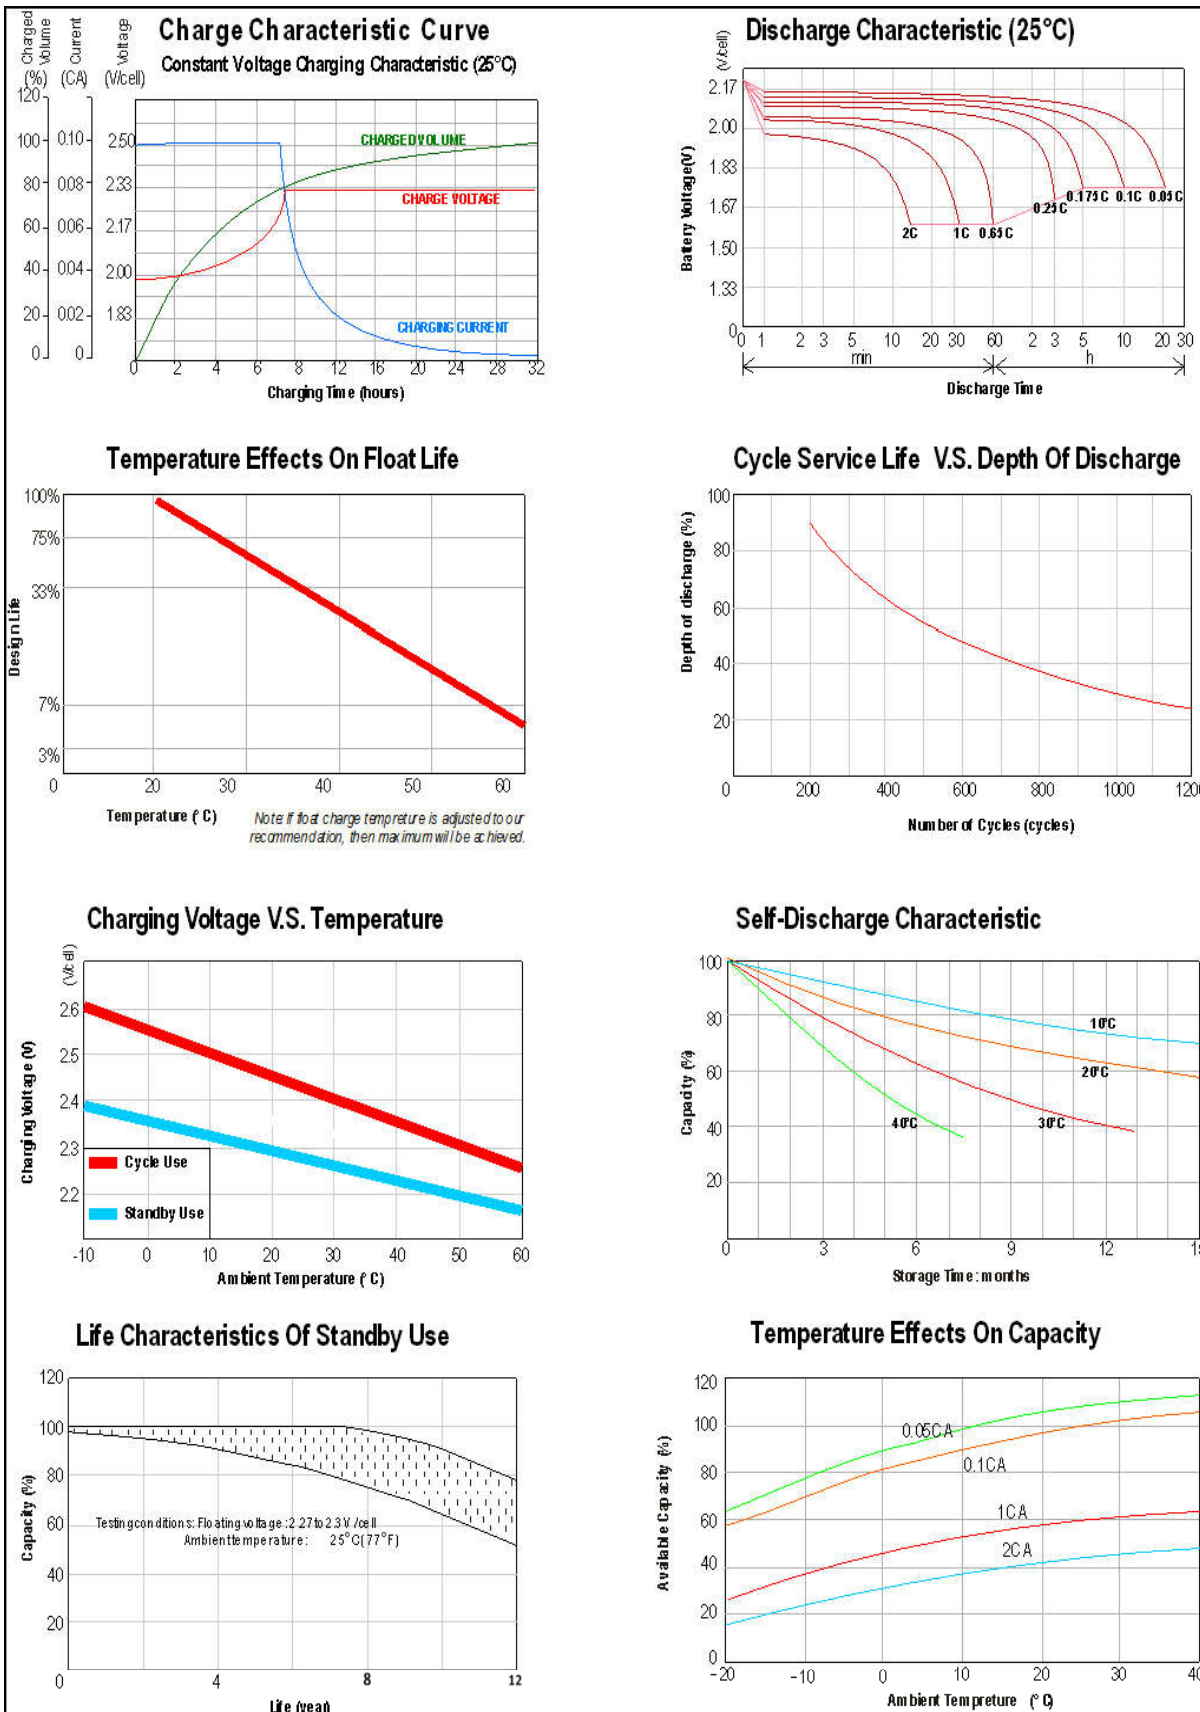 Charge Characteristic Curve
Constant Voltage Charging Characteristic (25°C)
Charged Volume (%)
Current (CA)
Voltage (V/cell)
120
100 0.10 2.50
80 0.08 2.33
60 0.06 2.17
40 0.04 2.00
20 0.02 1.83
0 0
CHARGED VOLUME
CHARGE VOLTAGE
CHARGING CURRENT
0 2 4 6 8 12 16 20 24 28 32
Charging Time (hours)
Discharge Characteristic (25°C)
(V/cell)
Battery Voltage(V)
2.17
2.00
1.83
1.67
1.50
1.33
0
2C 1C 0.65C 0.25C 0.175C 0.1C 0.05C
0 1 2 3 5 10 20 30 60 2 3 5 10 20 30
min h
Discharge Time
Temperature Effects On Float Life
Design Life
100%
75%
33%
7%
3%
0 20 30 40 50 60
Temperature (°C)
Note: If float charge tempreture is adjusted to our
recommendation, then maximum will be achieved.
Cycle Service Life V.S. Depth Of Discharge
Depth of discharge (%)
100
80
60
40
20
0 200 400 600 800 1000 1200
Number of Cycles (cycles)
Charging Voltage V.S. Temperature
(V/cell)
Charging Voltage (V)
2.6
2.5
2.4
2.3
2.2
Cycle Use
Standby Use
-10 0 10 20 30 40 50 60
Ambient Temperature (°C)
Self-Discharge Characteristic
Capacity (%)
100
80
60
40
20
10°C
20°C
30°C
40°C
0 3 6 9 12
Storage Time: months
Life Characteristics Of Standby Use
Capacity (%)
120
100
80
60
40
20
Testing conditions: Floating voltage: 2.27 to 2.3V/cell
Ambient temperature: 25°C(77°F)
0 4 8 12
Life (year)
Temperature Effects On Capacity
Available Capacity (%)
120
100
80
60
40
20
0
0.05CA
0.1CA
1CA
2CA
-20 -10 0 10 20 30 40
Ambient Tempreture (°C)